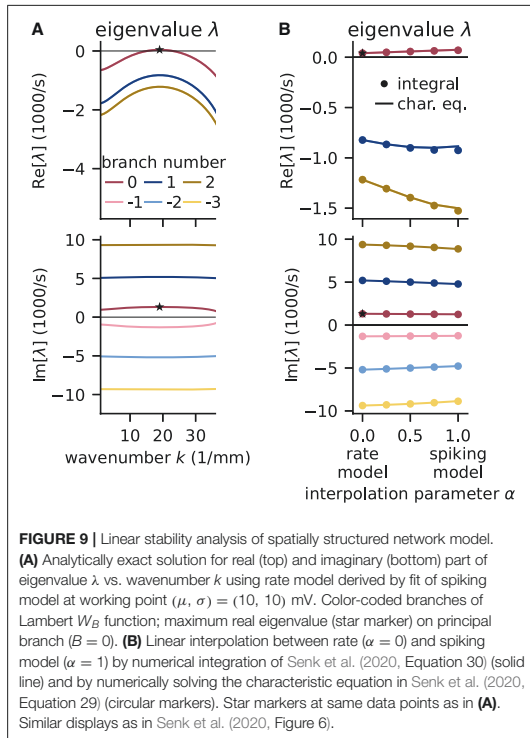 A
eigenvalue λ
0
−2
−4
Re[λ] (1000/s)
branch number
0 1 2
-1 -2 -3
10
5
0
−5
−10
Im[λ] (1000/s)
10 20 30
wavenumber k (1/mm)
B
eigenvalue λ
0.0
−0.5
−1.0
−1.5
Re[λ] (1000/s)
integral
char. eq.
10
5
0
−5
−10
Im[λ] (1000/s)
0.0 0.5 1.0
rate spiking
model model
interpolation parameter α
FIGURE 9 | Linear stability analysis of spatially structured network model.
(A) Analytically exact solution for real (top) and imaginary (bottom) part of
eigenvalue λ vs. wavenumber k using rate model derived by fit of spiking
model at working point (μ, σ) = (10, 10) mV. Color-coded branches of
Lambert W_B function; maximum real eigenvalue (star marker) on principal
branch (B = 0). (B) Linear interpolation between rate (α = 0) and spiking
model (α = 1) by numerical integration of Senk et al. (2020, Equation 30) (solid
line) and by numerically solving the characteristic equation in Senk et al. (2020,
Equation 29) (circular markers). Star markers at same data points as in (A).
Similar displays as in Senk et al. (2020, Figure 6).